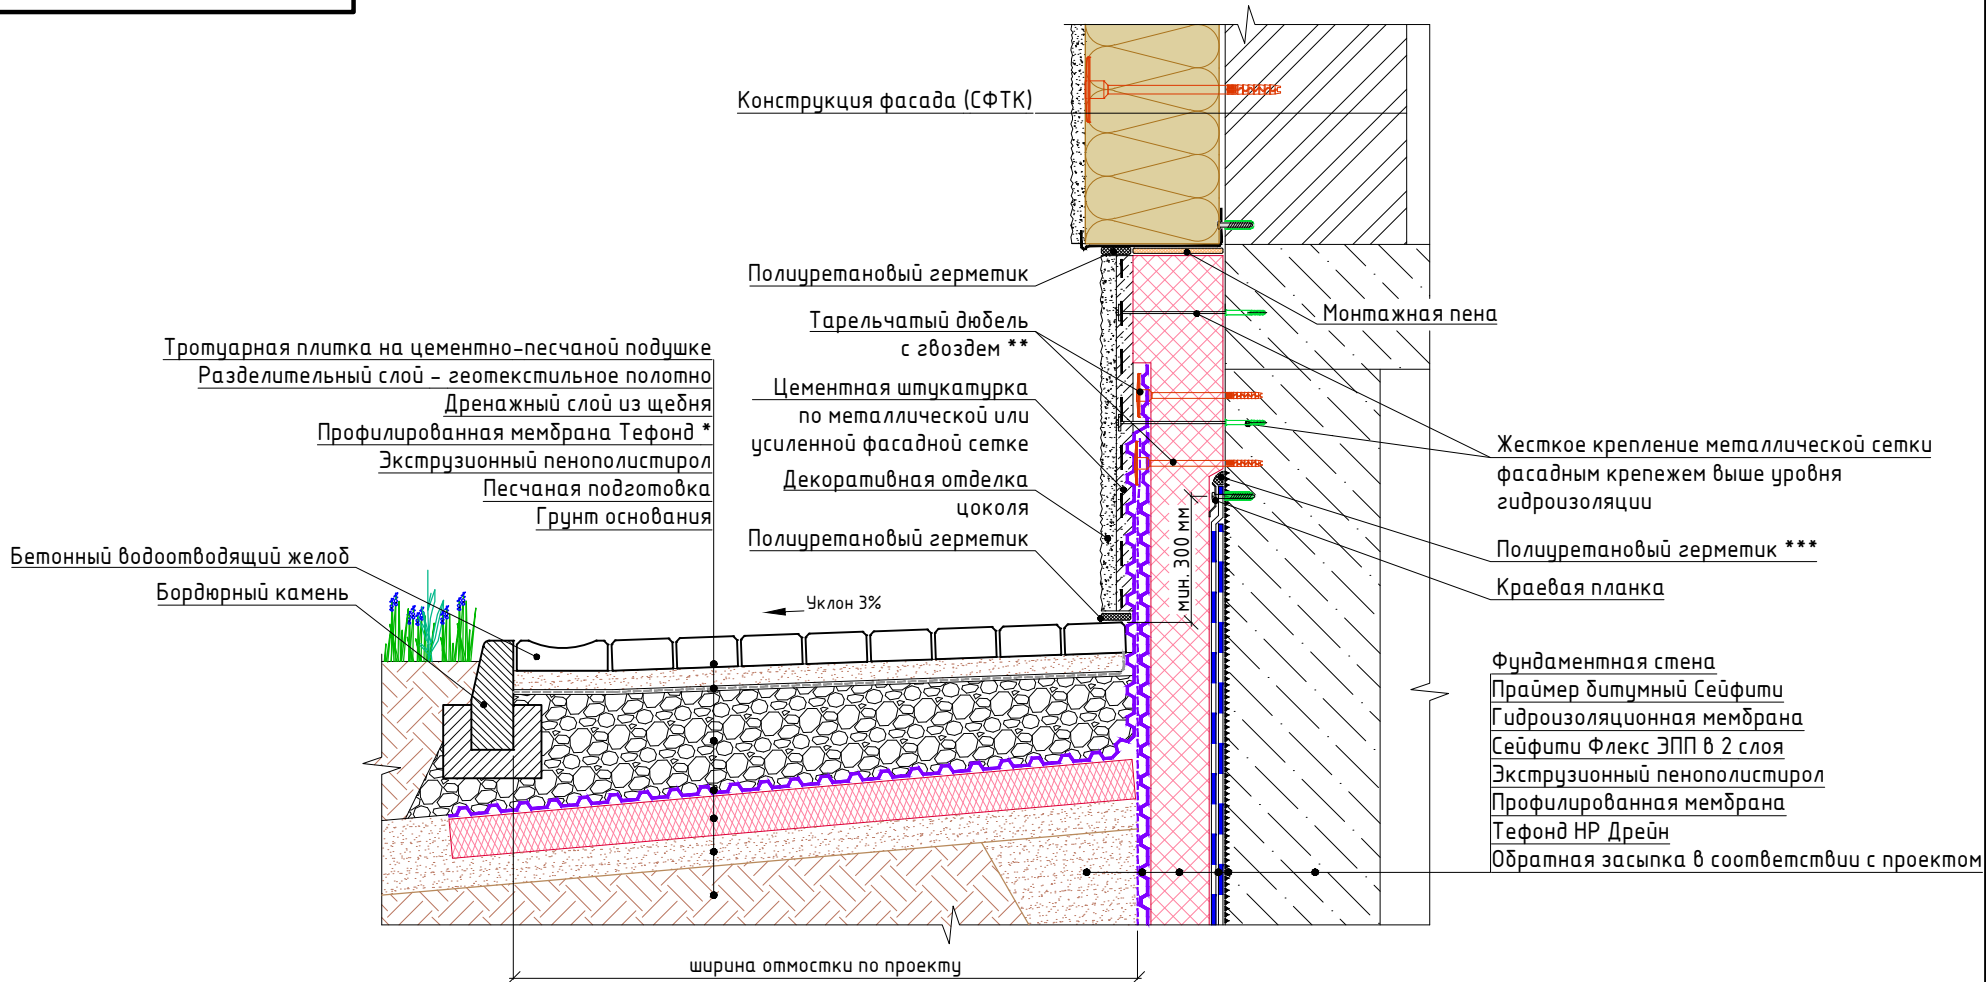 Конструкция фасада (СФТК)
Полиуретановый герметик
Тарельчатый дюбель
с гвоздем **
Цементная штукатурка
по металлической или
усиленной фасадной сетке
Декоративная отделка
цоколя
Полиуретановый герметик
Тротуарная плитка на цементно-песчаной подушке
Разделительный слой - геотекстильное полотно
Дренажный слой из щебня
Профилированная мембрана Тефонд *
Экструзионный пенополистирол
Песчаная подготовка
Грунт основания
Бетонный водоотводящий желоб
Бордюрный камень
Уклон 3%
мин. 300 мм
Монтажная пена
Жесткое крепление металлической сетки
фасадным крепежем выше уровня
гидроизоляции
Полиуретановый герметик ***
Краевая планка
Фундаментная стена
Праймер битумный Сейфити
Гидроизоляционная мембрана
Сейфити Флекс ЭПП в 2 слоя
Экструзионный пенополистирол
Профилированная мембрана
Тефонд НР Дрейн
Обратная засыпка в соответствии с проектом
ширина отмостки по проекту